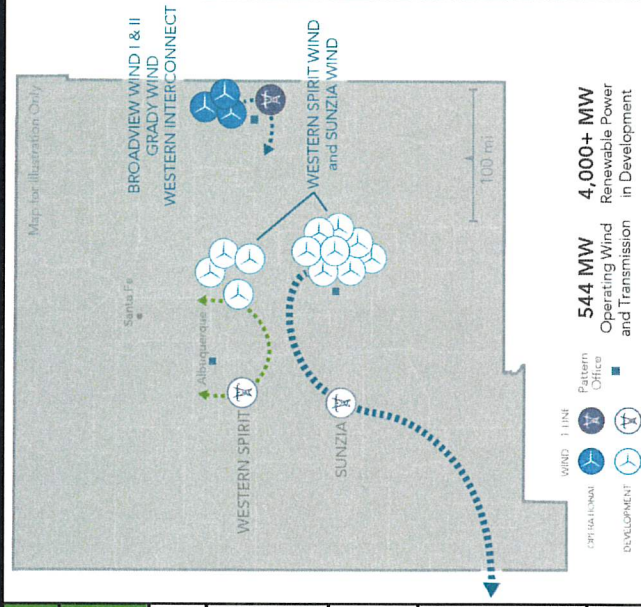 Map for Illustration Only
BROADVIEW WIND I & II
GRADY WIND
WESTERN INTERCONNECT
Santa Fe
Albuquerque
WESTERN SPIRIT WIND
and SUNZIA WIND
WESTERN SPIRIT
SUNZIA
100 mi
WIND
T LINE
Pattern
Office
OPERATIONAL
DEVELOPMENT
544 MW
Operating Wind
and Transmission
4,000+ MW
Renewable Power
in Development